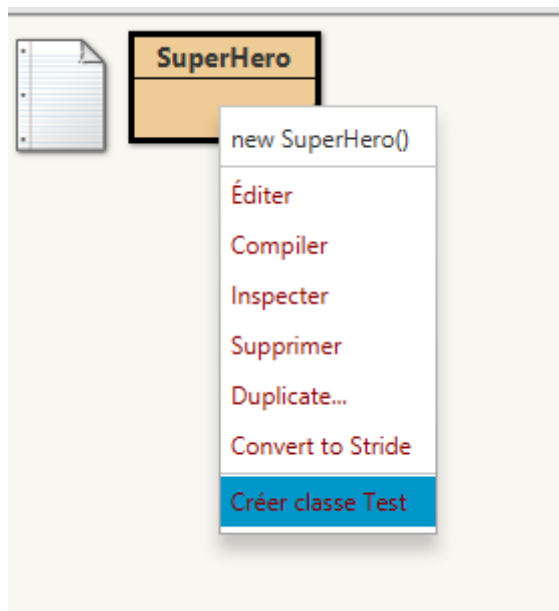 SuperHero
new SuperHero()
Éditer
Compiler
Inspecter
Supprimer
Duplicate...
Convert to Stride
Créer classe Test